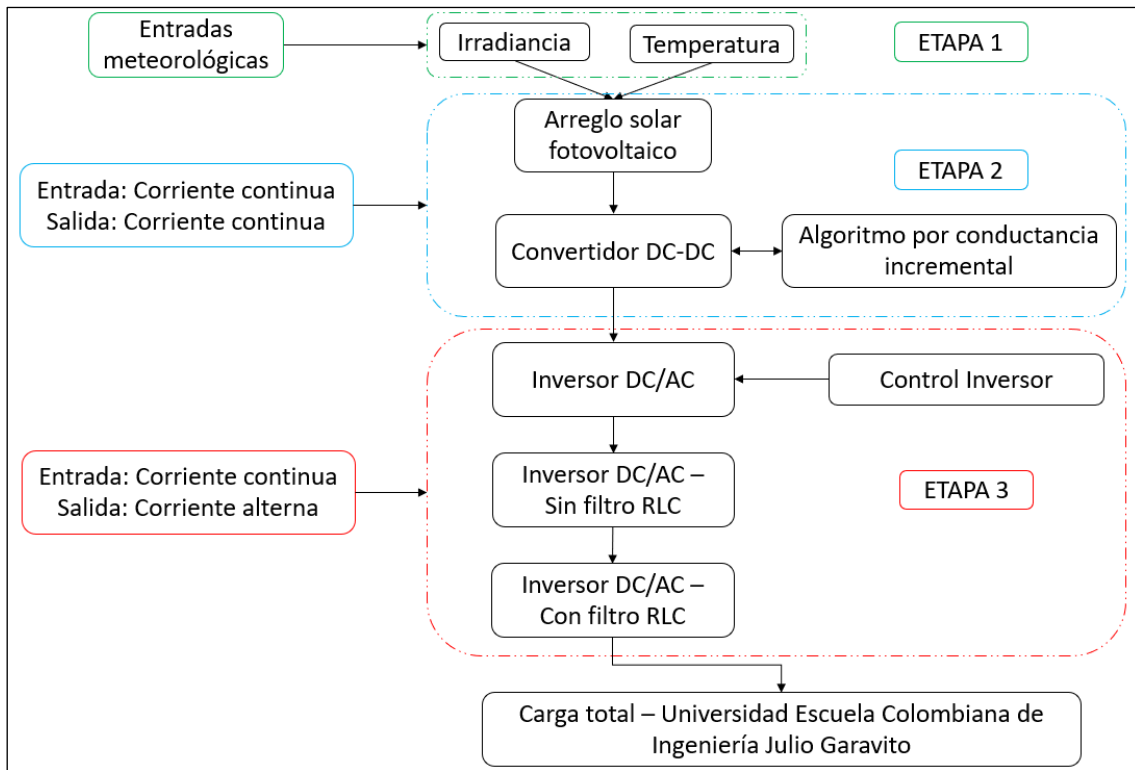 Entradas
meteorológicas
Irradiancia
Temperatura
ETAPA 1
Arreglo solar
fotovoltaico
ETAPA 2
Entrada: Corriente continua
Salida: Corriente continua
Convertidor DC-DC
Algoritmo por conductancia
incremental
Inversor DC/AC
Control Inversor
Entrada: Corriente continua
Salida: Corriente alterna
Inversor DC/AC –
Sin filtro RLC
ETAPA 3
Inversor DC/AC –
Con filtro RLC
Carga total – Universidad Escuela Colombiana de
Ingeniería Julio Garavito